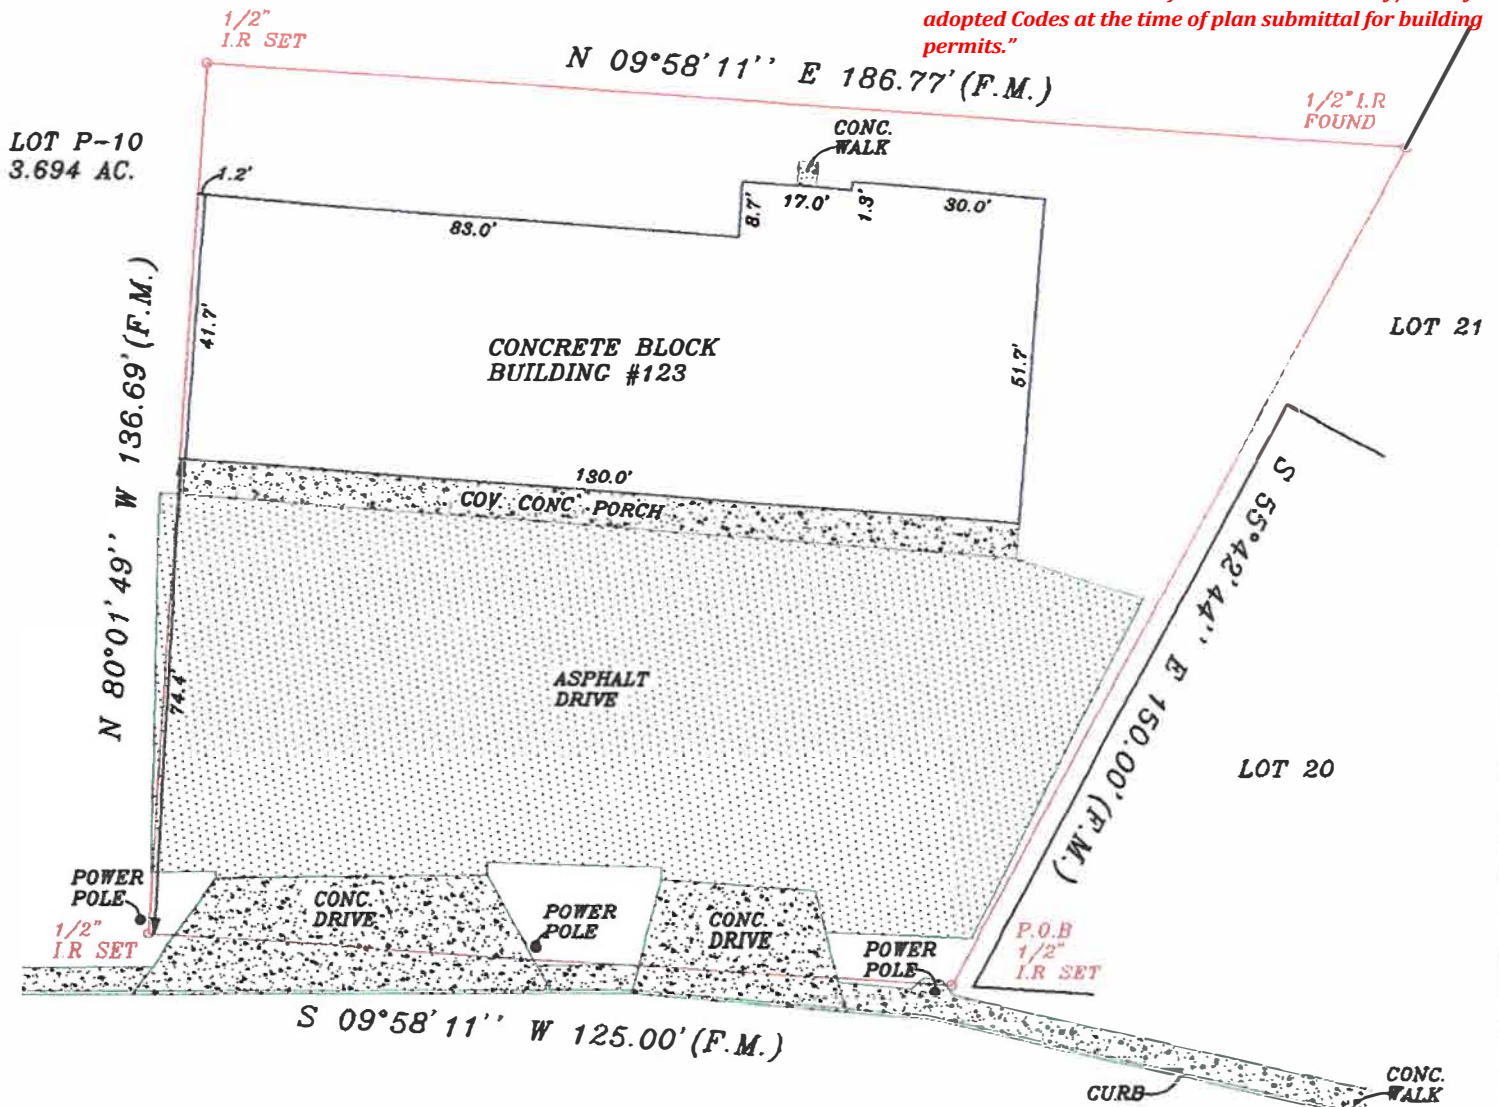 adopted Codes at the time of plan submittal for building
permits.”
1/2"
I.R SET
N 09°58'11'' E 186.77'(F.M.)
1/2" I.R
FOUND
LOT P-10
3.694 AC.
CONC.
WALK
1.2'
83.0'
8.7'
17.0'
1.3'
30.0'
N 80°01'49'' W 136.69'(F.M.)
41.7'
CONCRETE BLOCK
BUILDING #123
51.7'
LOT 21
130.0'
COV. CONC PORCH
S 55°42'44'' E 150.00'(F.M.)
74.4'
ASPHALT
DRIVE
LOT 20
POWER
POLE
CONC.
DRIVE
POWER
POLE
CONC.
DRIVE
POWER
POLE
1/2"
I.R SET
P.O.B
1/2"
I.R SET
S 09°58'11'' W 125.00'(F.M.)
CURB
CONC.
WALK